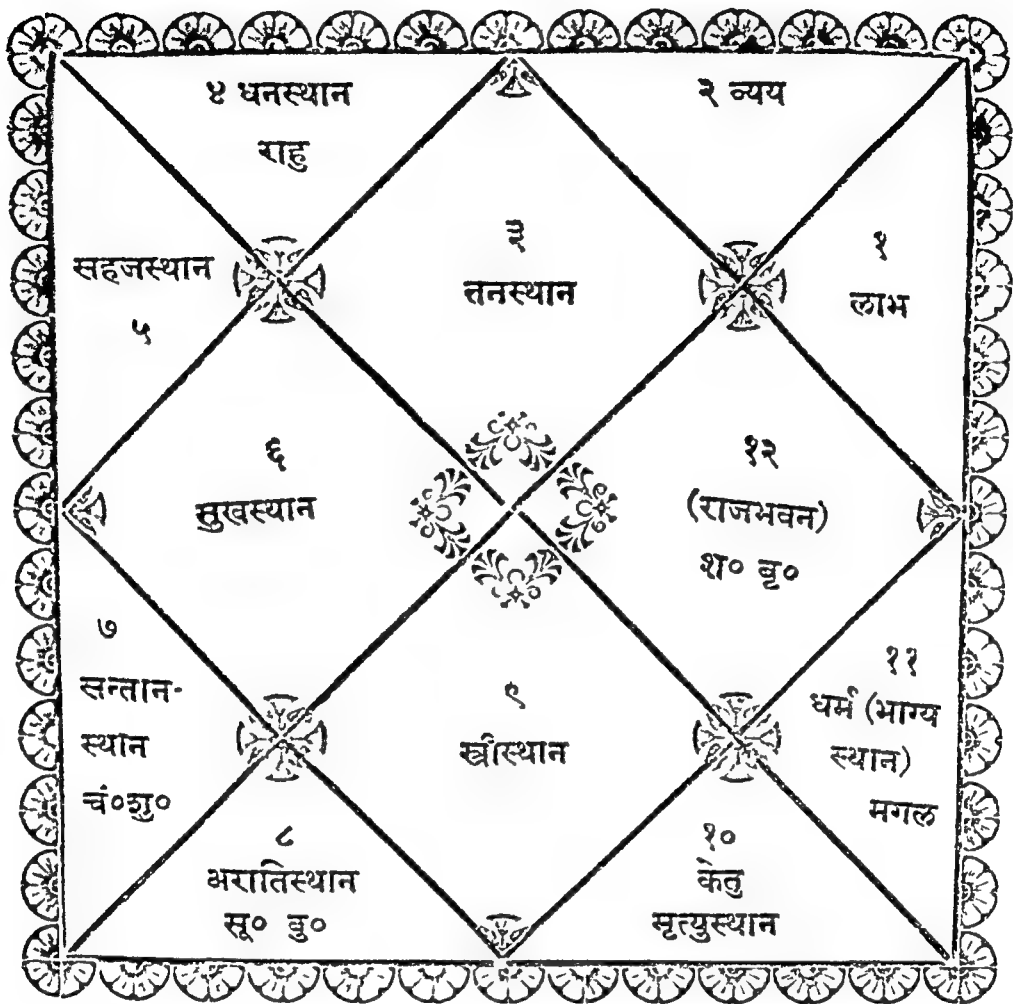 ४ धनस्थान
राहु
२ व्यय
३
तनस्थान
१
लाभ
सहजस्थान
५
६
सुखस्थान
१२
(राजभवन)
श० बृ०
७
सन्तान-
स्थान
चं०शु०
९
स्त्रीस्थान
११
धर्म (भाग्य
स्थान)
मगल
८
अरातिस्थान
सू० बु०
१०
केतु
मृत्युस्थान